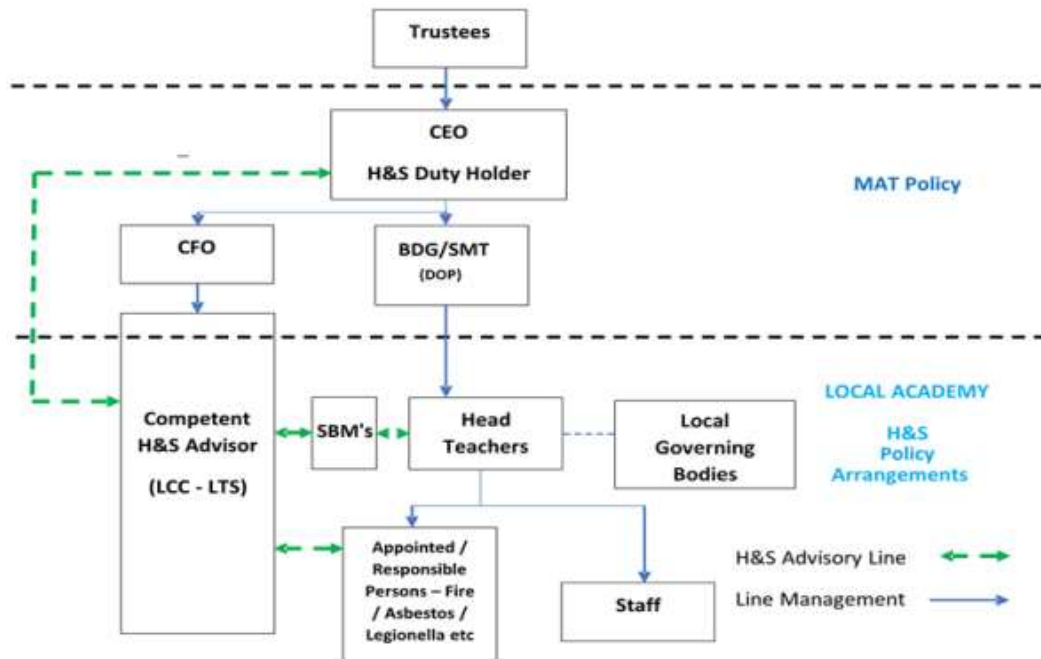 Trustees
CEO
H&S Duty Holder
MAT Policy
CFO
BDG/SMT
(DOP)
Competent
H&S Advisor
(LCC - LTS)
SBM's
Head
Teachers
Local
Governing
Bodies
LOCAL ACADEMY
H&S
Policy
Arrangements
Appointed /
Responsible
Persons – Fire
/ Asbestos /
Legionella etc
Staff
H&S Advisory Line
Line Management